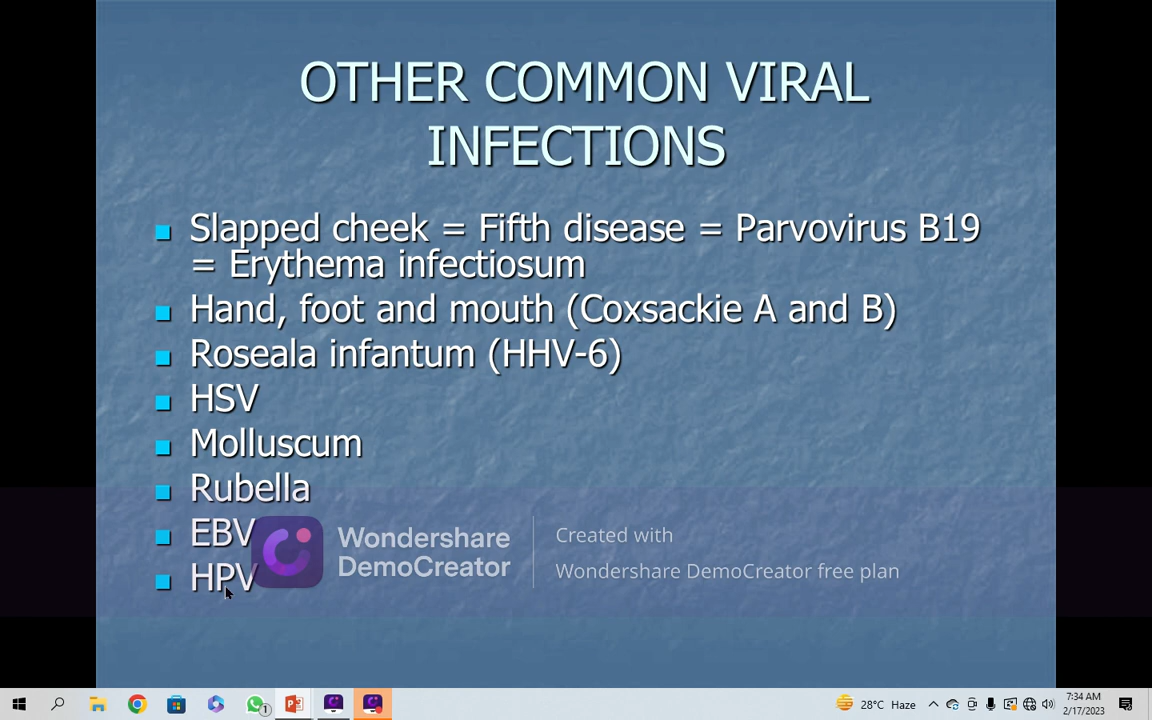 OTHER COMMON VIRAL
INFECTIONS
Slapped cheek = Fifth disease = Parvovirus B19
= Erythema infectiosum
Hand, foot and mouth (Coxsackie A and B)
Roseala infantum (HHV-6)
HSV
Molluscum
Rubella
EBV
HPV
Wondershare
DemoCreator
Created with
Wondershare DemoCreator free plan
1
28°C Haze
7:34 AM
2/17/2023